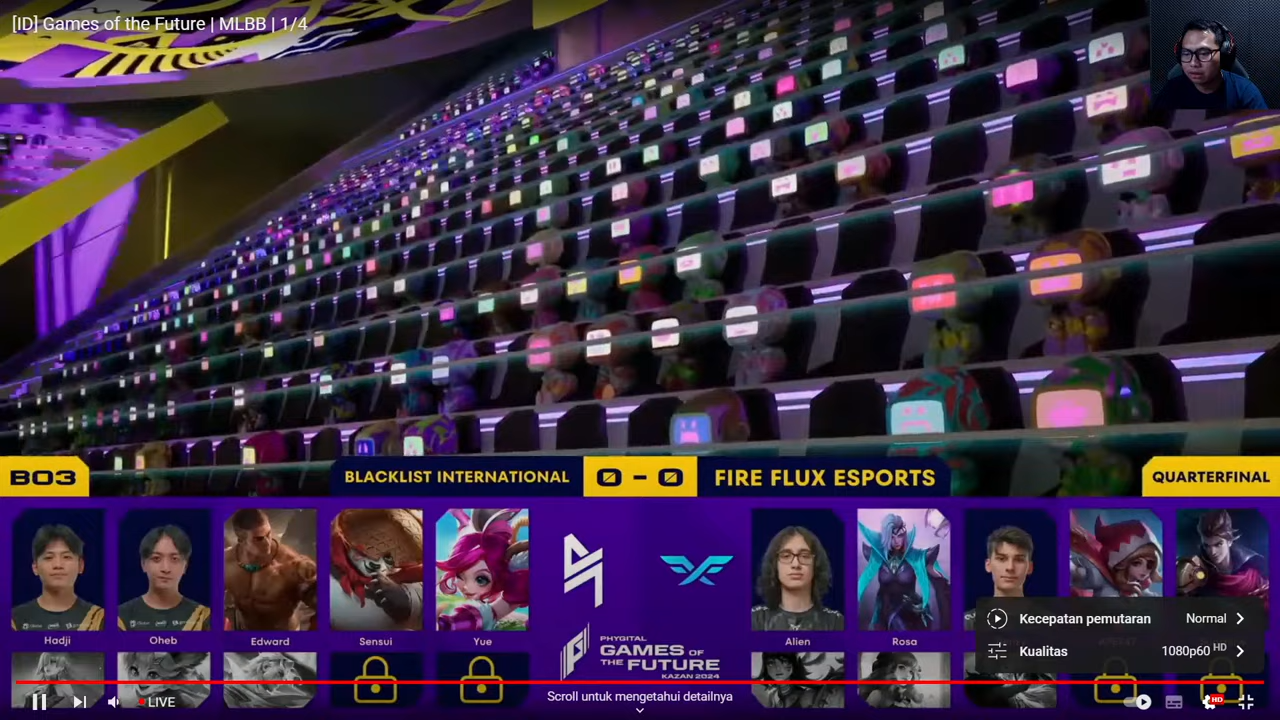 [ID] Games of the Future | MLBB | 1/4
BO3
BLACKLIST INTERNATIONAL
0 - 0
FIRE FLUX ESPORTS
QUARTERFINAL
Hadji
Oheb
Edward
Sensui
Yue
Alien
Rosa
PHYGITAL
GAMES OF
THE FUTURE
KAZAN 2024
Kecepatan pemutaran Normal
Kualitas 1080p60 HD
LIVE
Scroll untuk mengetahui detailnya
HD